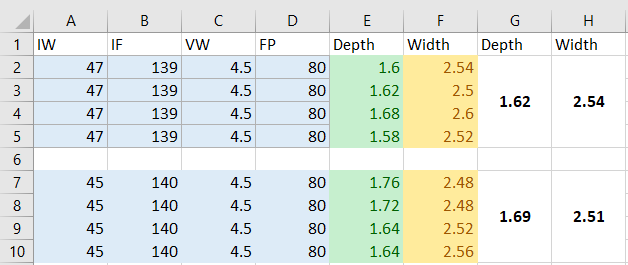 A B C D E F G H
1 IW IF VW FP Depth Width Depth Width
2 47 139 4.5 80 1.6 2.54
3 47 139 4.5 80 1.62 2.5
1.62 2.54
4 47 139 4.5 80 1.68 2.6
5 47 139 4.5 80 1.58 2.52
6
7 45 140 4.5 80 1.76 2.48
8 45 140 4.5 80 1.72 2.48
1.69 2.51
9 45 140 4.5 80 1.64 2.52
10 45 140 4.5 80 1.64 2.56